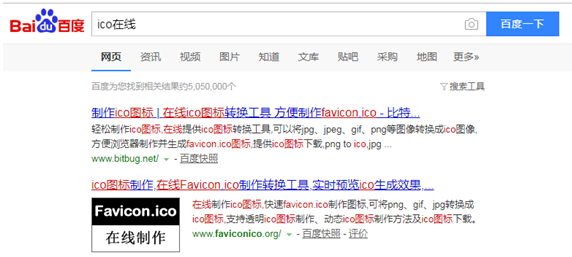 Bai du 百度
ico在线
百度一下
网页 资讯 视频 图片 知道 文库 贴吧 采购 地图 更多»
百度为您找到相关结果约5,050,000个
搜索工具
制作ico图标 | 在线ico图标转换工具 方便制作favicon.ico - 比特...
轻松制作ico图标,在线提供ico图标转换工具,可以将jpg、jpeg、gif、png等图像转换成ico图像,
方便浏览器制作并生成favicon.ico图标,提供ico图标下载,png to ico,jpg ...
www.bitbug.net/ - 百度快照
ico图标制作,在线Favicon.ico制作转换工具,实时预览ico生成效果,...
Favicon.ico
在线制作
在线制作ico图标,快速favicon.ico制作图标,可将png、gif、jpg转换成
ico图标,支持透明ico图标制作、动态ico图标制作方法及ico图标下载。
www.faviconico.org/ - 百度快照 - 评价